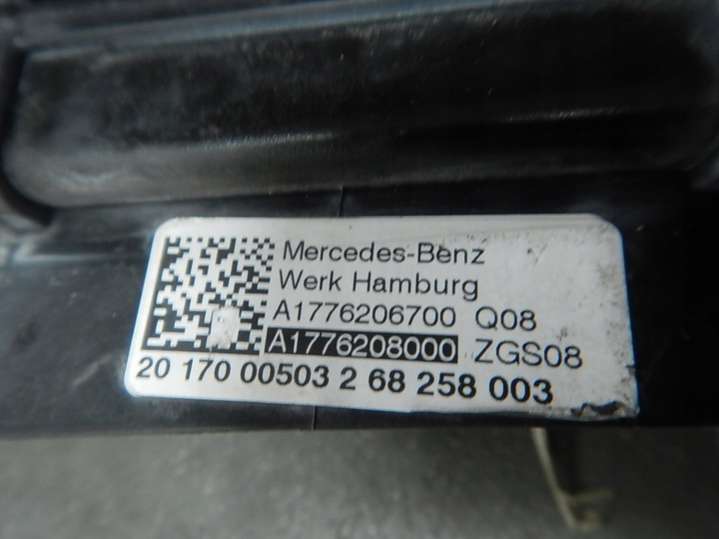 Mercedes-Benz
Werk Hamburg
A1776206700 Q08
A1776208000 ZGS08
20 170 00503 2 68 258 003